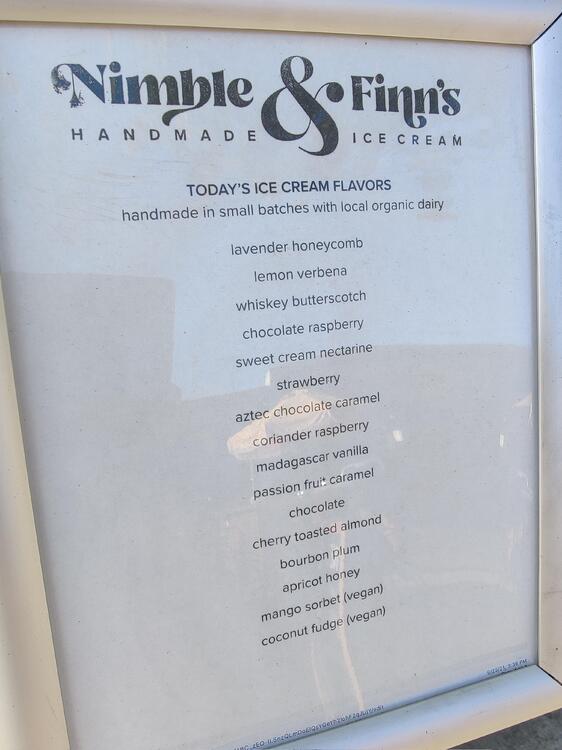 Nimble & Finn's
HANDMADE ICE CREAM
TODAY'S ICE CREAM FLAVORS
handmade in small batches with local organic dairy
lavender honeycomb
lemon verbena
whiskey butterscotch
chocolate raspberry
sweet cream nectarine
strawberry
aztec chocolate caramel
coriander raspberry
madagascar vanilla
passion fruit caramel
chocolate
cherry toasted almond
bourbon plum
apricot honey
mango sorbet (vegan)
coconut fudge (vegan)